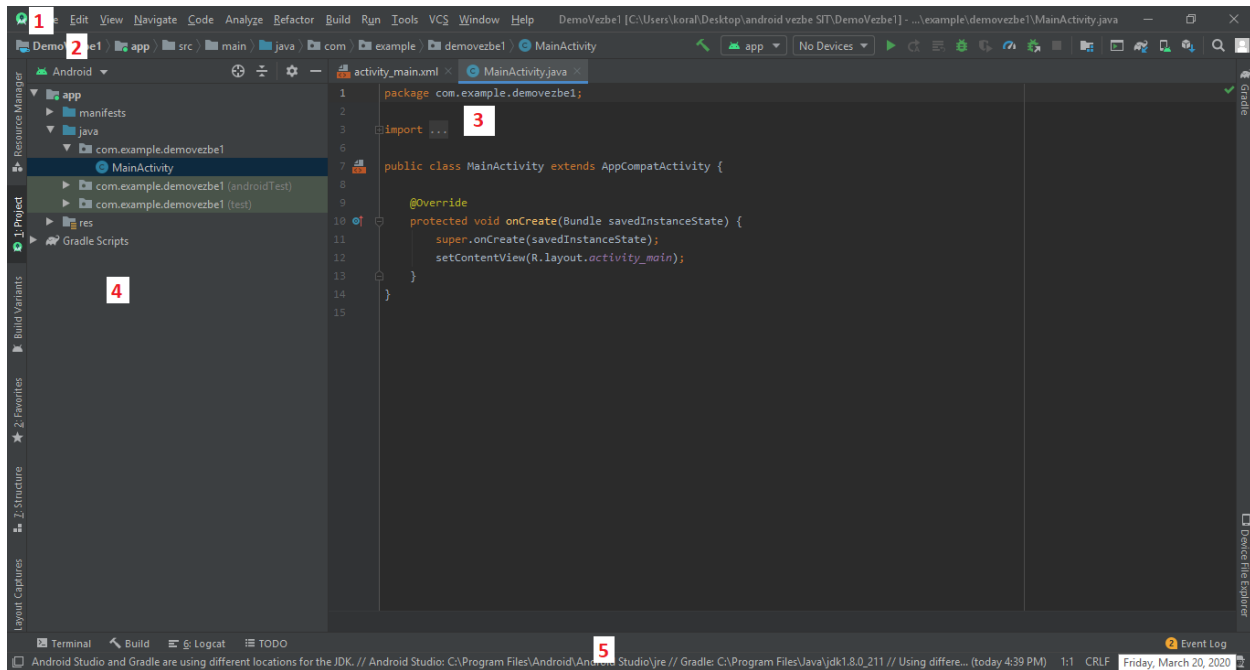 1 Edit View Navigate Code Analyze Refactor Build Run Tools VCS Window Help DemoVezbe1 [C:\Users\koral\Desktop\android vezbe SIT\DemoVezbe1] - ...\example\demovezbe1\MainActivity.java
2 app src main java com example demovezbe1 MainActivity app No Devices
Resource Manager
1: Project
Build Variants
2: Favorites
7: Structure
Layout Captures
Android
app
manifests
java
com.example.demovezbe1
MainActivity
com.example.demovezbe1 (androidTest)
com.example.demovezbe1 (test)
res
Gradle Scripts
4
activity_main.xml MainActivity.java
1 package com.example.demovezbe1;
2
3 import ...
3
6
7 public class MainActivity extends AppCompatActivity {
8
9 @Override
10 protected void onCreate(Bundle savedInstanceState) {
11 super.onCreate(savedInstanceState);
12 setContentView(R.layout.activity_main);
13 }
14 }
15
Gradle
Device File Explorer
Terminal Build 6: Logcat TODO 5 2 Event Log
Android Studio and Gradle are using different locations for the JDK. // Android Studio: C:\Program Files\Android\Android Studio\jre // Gradle: C:\Program Files\Java\jdk1.8.0_211 // Using differe... (today 4:39 PM) 1:1 CRLF Friday, March 20, 2020